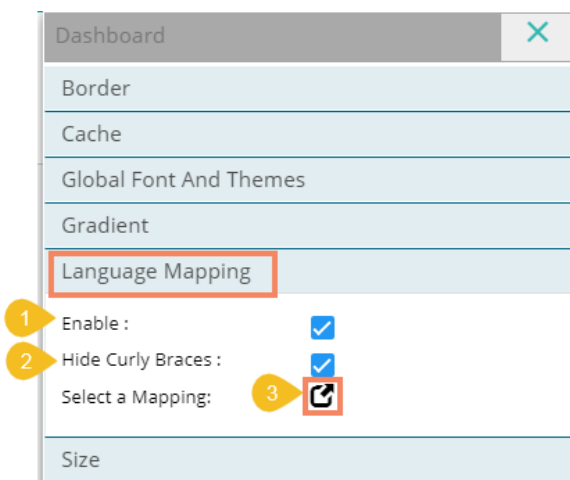 Dashboard
Border
Cache
Global Font And Themes
Gradient
Language Mapping
1 Enable :
2 Hide Curly Braces :
Select a Mapping: 3
Size